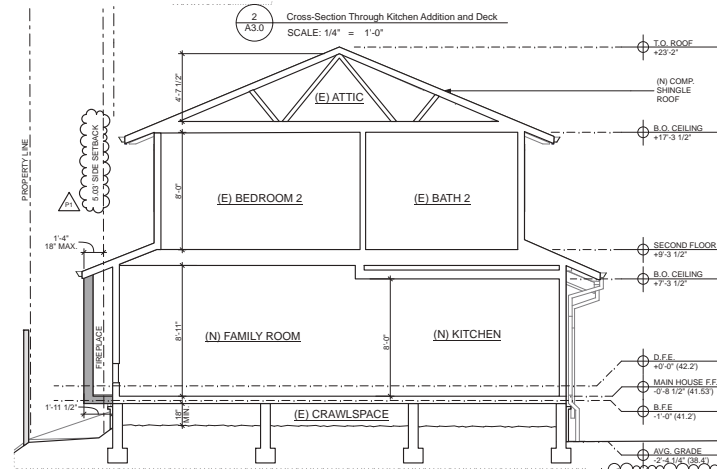 2
A3.0
Cross-Section Through Kitchen Addition and Deck
SCALE: 1/4" = 1'-0"
T.O. ROOF
+23'-2"
4'-7 1/2"
(E) ATTIC
(N) COMP.
SHINGLE
ROOF
B.O. CEILING
+17'-3 1/2"
PROPERTY LINE
5.03' SIDE SETBACK
P1
8'-0"
(E) BEDROOM 2
(E) BATH 2
1'-4"
18" MAX.
SECOND FLOOR
+9'-3 1/2"
B.O. CEILING
+7'-3 1/2"
FIREPLACE
8'-11"
(N) FAMILY ROOM
8'-0"
(N) KITCHEN
D.F.E.
+0'-0" (42.2')
MAIN HOUSE F.F.
-0'-8 1/2" (41.53')
1'-11 1/2"
18"
MIN.
(E) CRAWLSPACE
B.F.E
-1'-0" (41.2')
AVG. GRADE
-2'-4 1/4" (38.4')